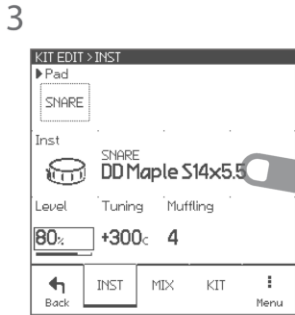 3
KIT EDIT > INST
Pad
SNARE
Inst
SNARE
DD Maple S14x5.5
Level Tuning Muffling
80% +300c 4
Back INST MIX KIT Menu